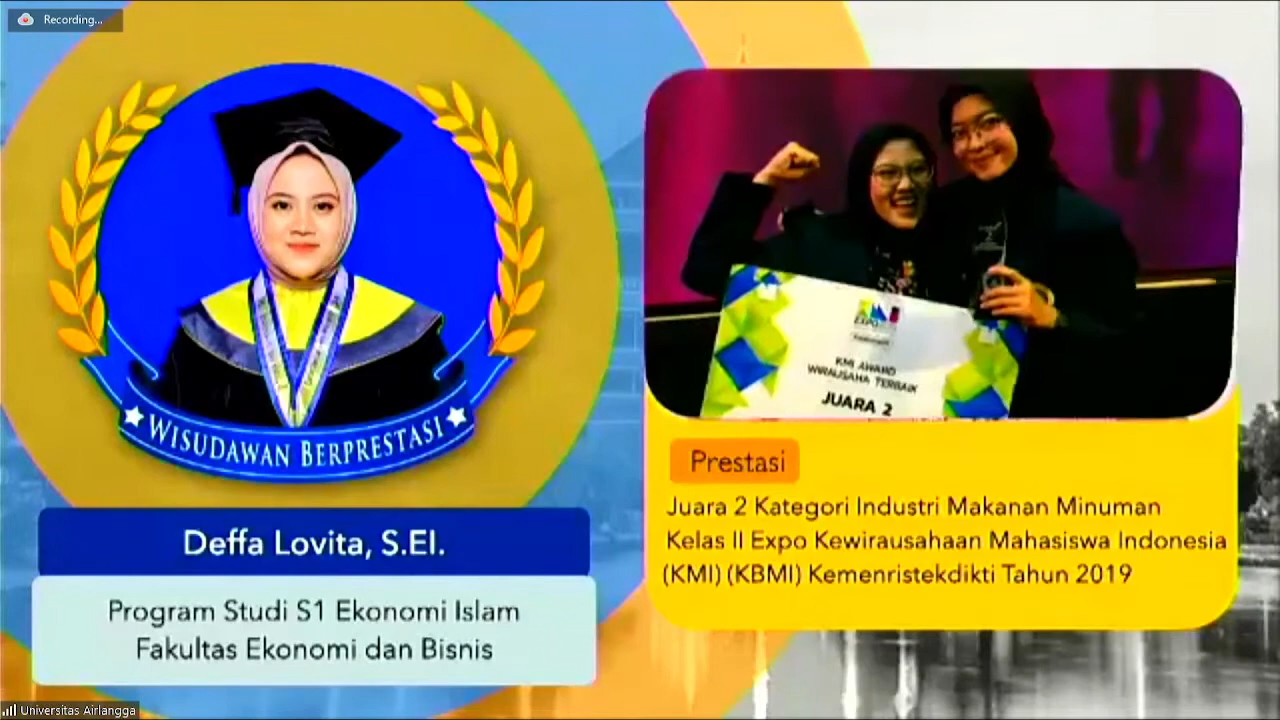 Recording...
WISUDAWAN BERPRESTASI
Deffa Lovita, S.EI.
Program Studi S1 Ekonomi Islam
Fakultas Ekonomi dan Bisnis
EXPO
KMI AWARD
WIRAUSAHA TERBAIK
JUARA 2
Prestasi
Juara 2 Kategori Industri Makanan Minuman
Kelas II Expo Kewirausahaan Mahasiswa Indonesia
(KMI) (KBMI) Kemenristekdikti Tahun 2019
Universitas Airlangga